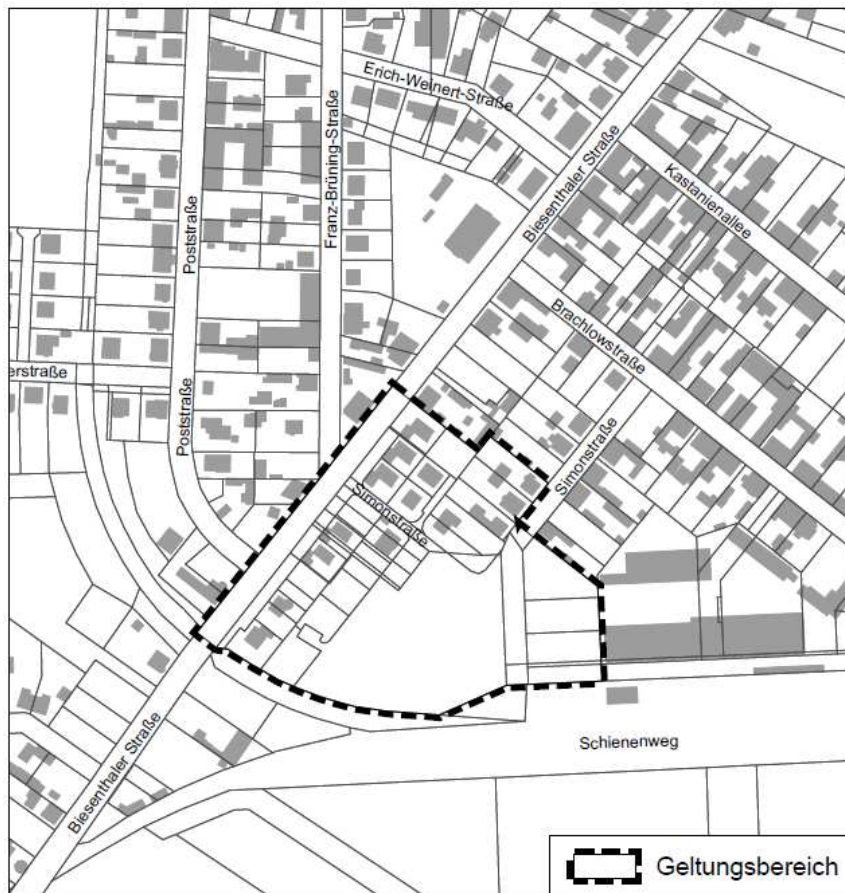 Erich-Weinert-Straße
Franz-Brüning-Straße
Biesenthaler Straße
Kastanienallee
Poststraße
Brachlowstraße
erstraße
Poststraße
Simonstraße
Simonstraße
Biesenthaler Straße
Schienenweg
Geltungsbereich